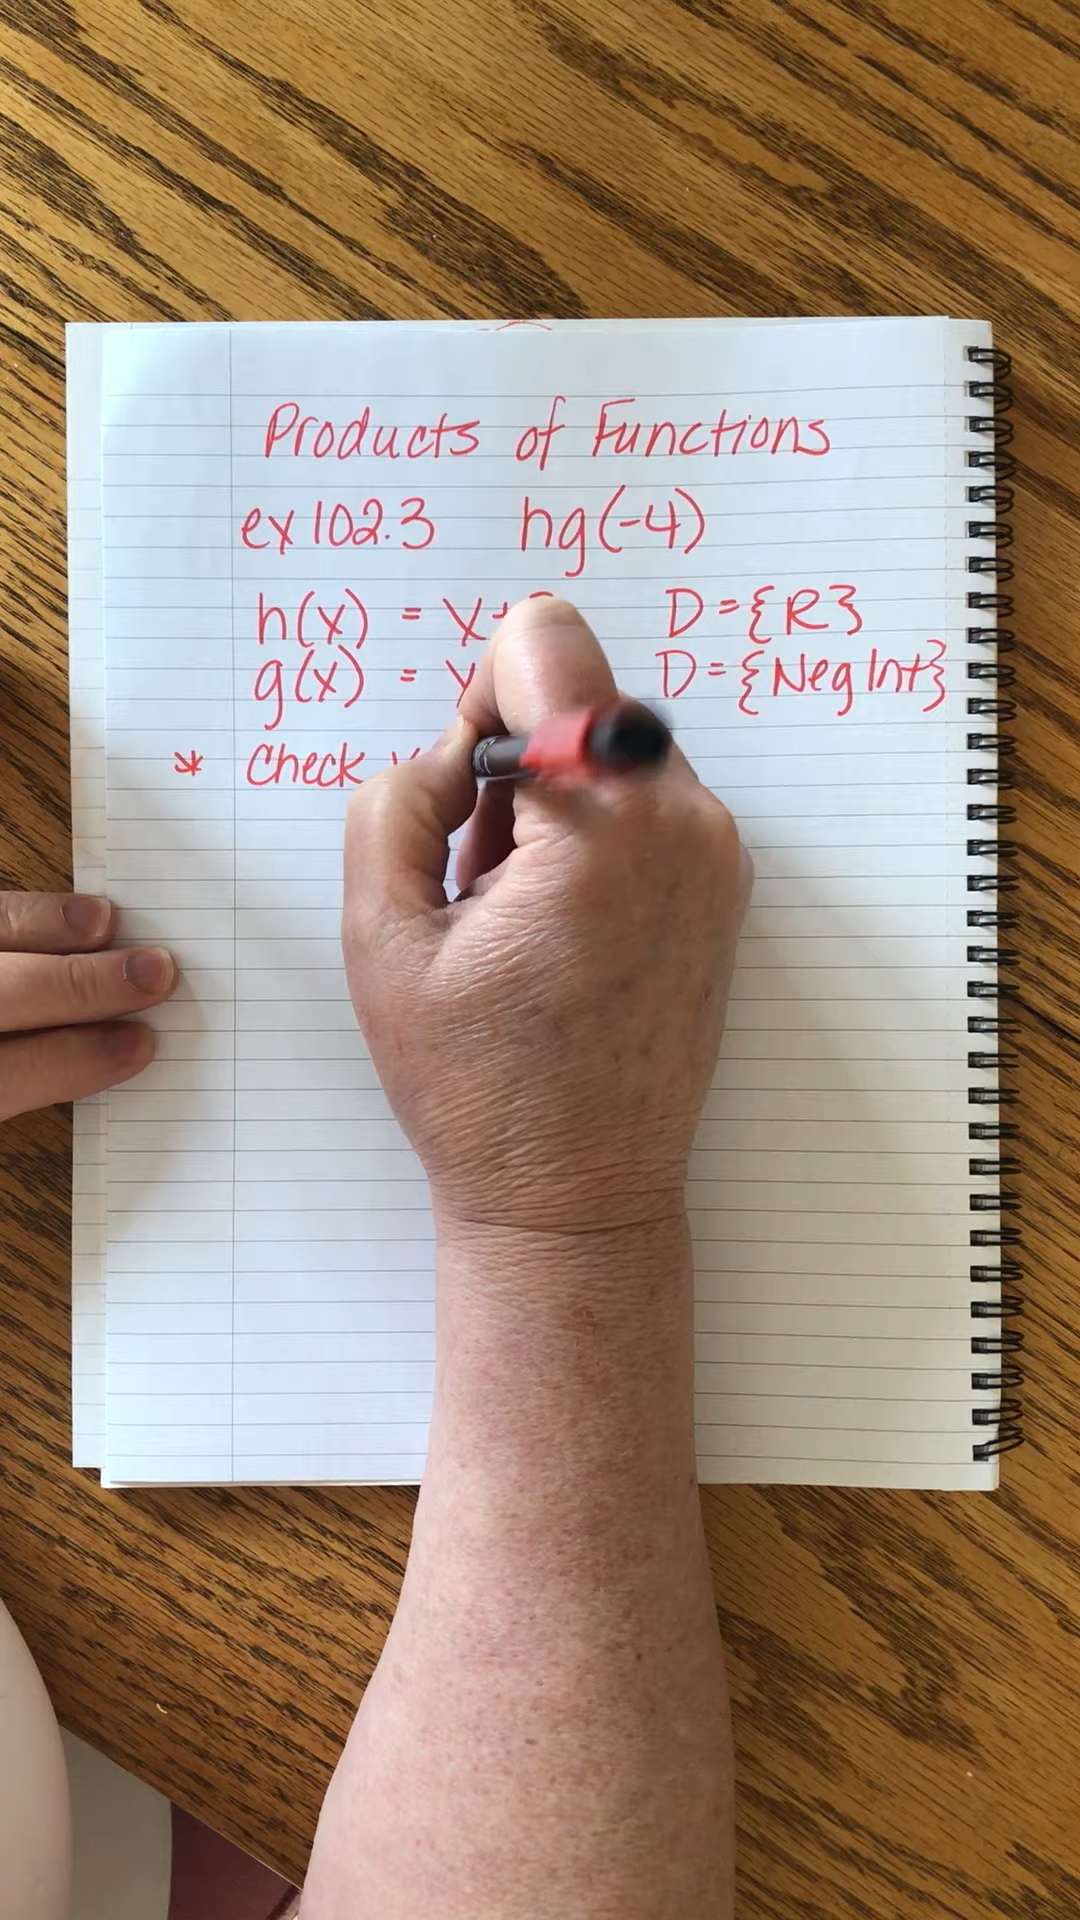 Products of Functions
ex 102.3 hg(-4)
h(x) = x+ D={R}
g(x) = D={Neg Int}
* Check